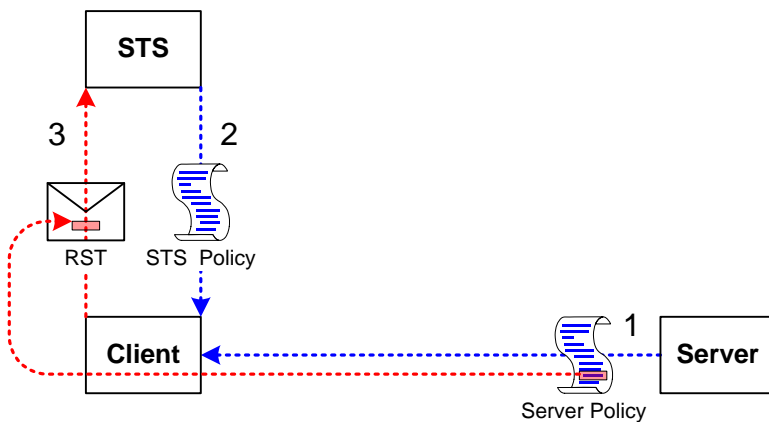 STS
3
2
RST
STS Policy
1
Client
Server
Server Policy